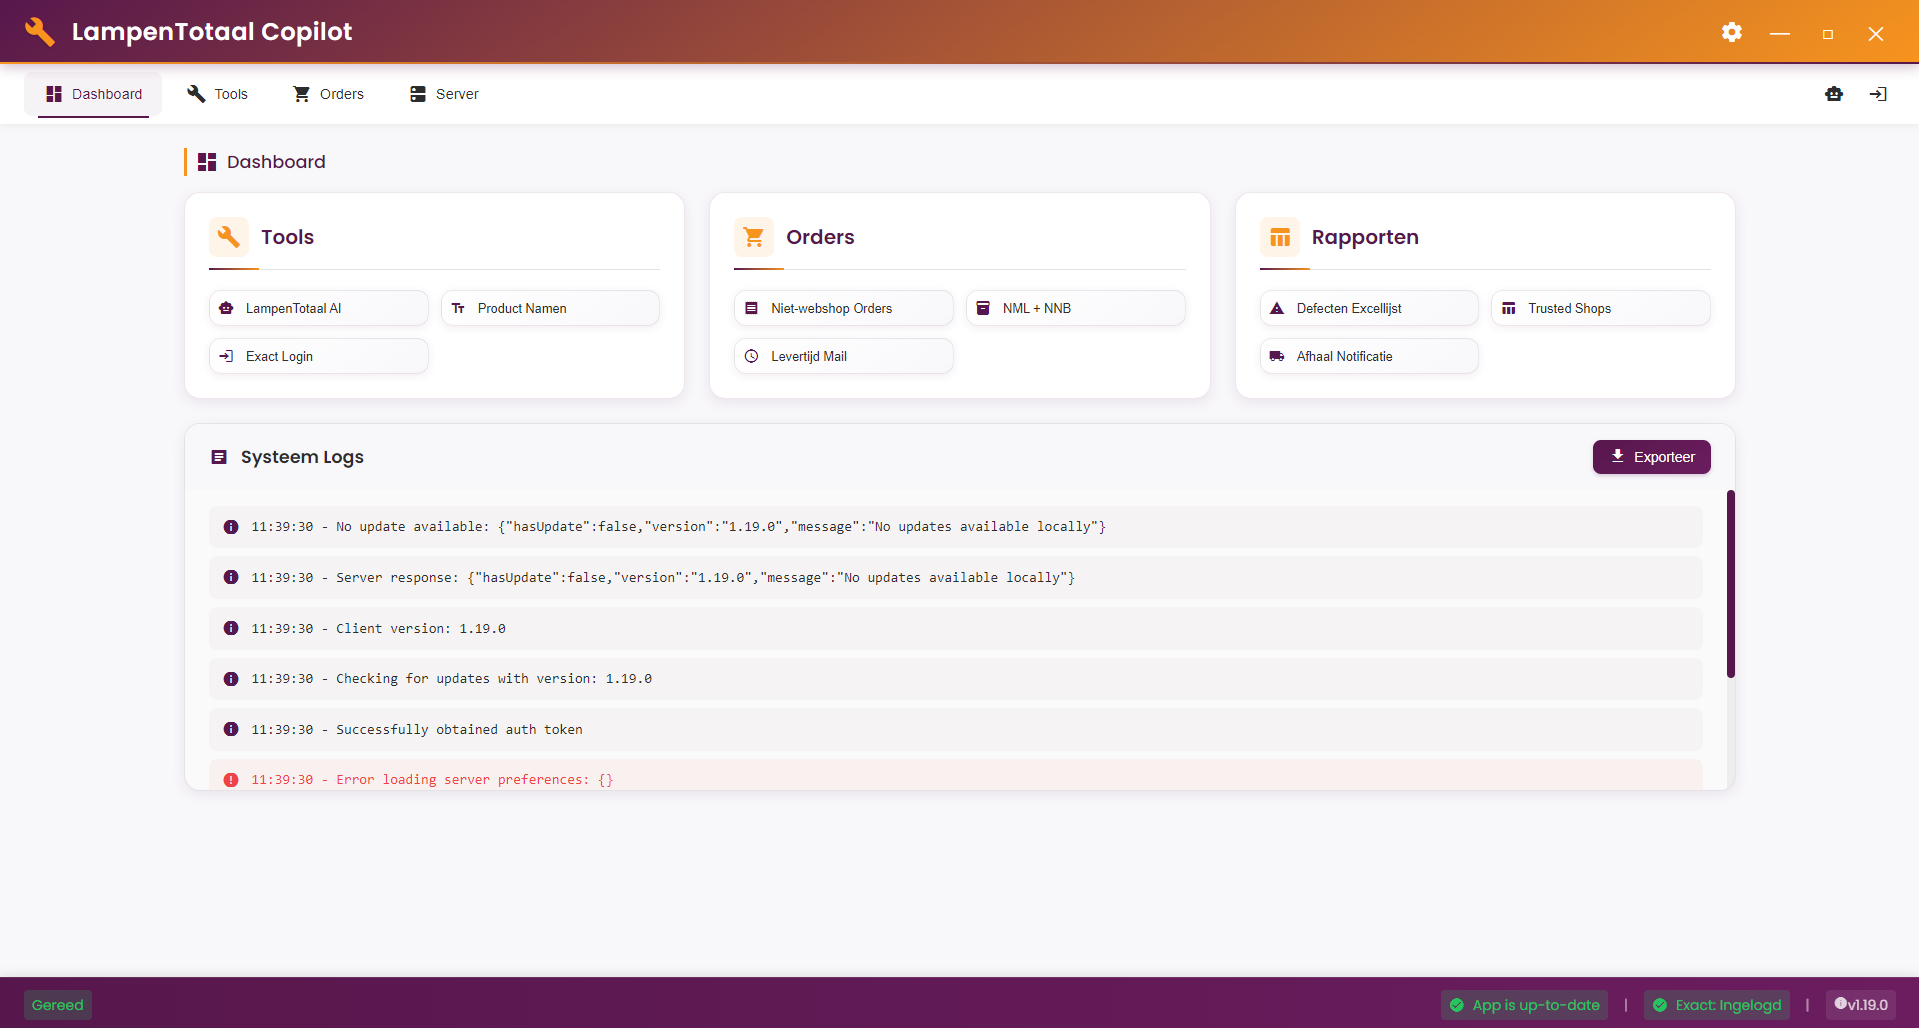 LampenTotaal Copilot
Dashboard
Tools
Orders
Server
Dashboard
Tools
LampenTotaal AI
Product Namen
Exact Login
Orders
Niet-webshop Orders
NML + NNB
Levertijd Mail
Rapporten
Defecten Excellijst
Trusted Shops
Afhaal Notificatie
Systeem Logs
Exporteer
11:39:30 - No update available: {"hasUpdate":false,"version":"1.19.0","message":"No updates available locally"}
11:39:30 - Server response: {"hasUpdate":false,"version":"1.19.0","message":"No updates available locally"}
11:39:30 - Client version: 1.19.0
11:39:30 - Checking for updates with version: 1.19.0
11:39:30 - Successfully obtained auth token
11:39:30 - Error loading server preferences: {}
Gereed
App is up-to-date
|
Exact: Ingelogd
|
v1.19.0